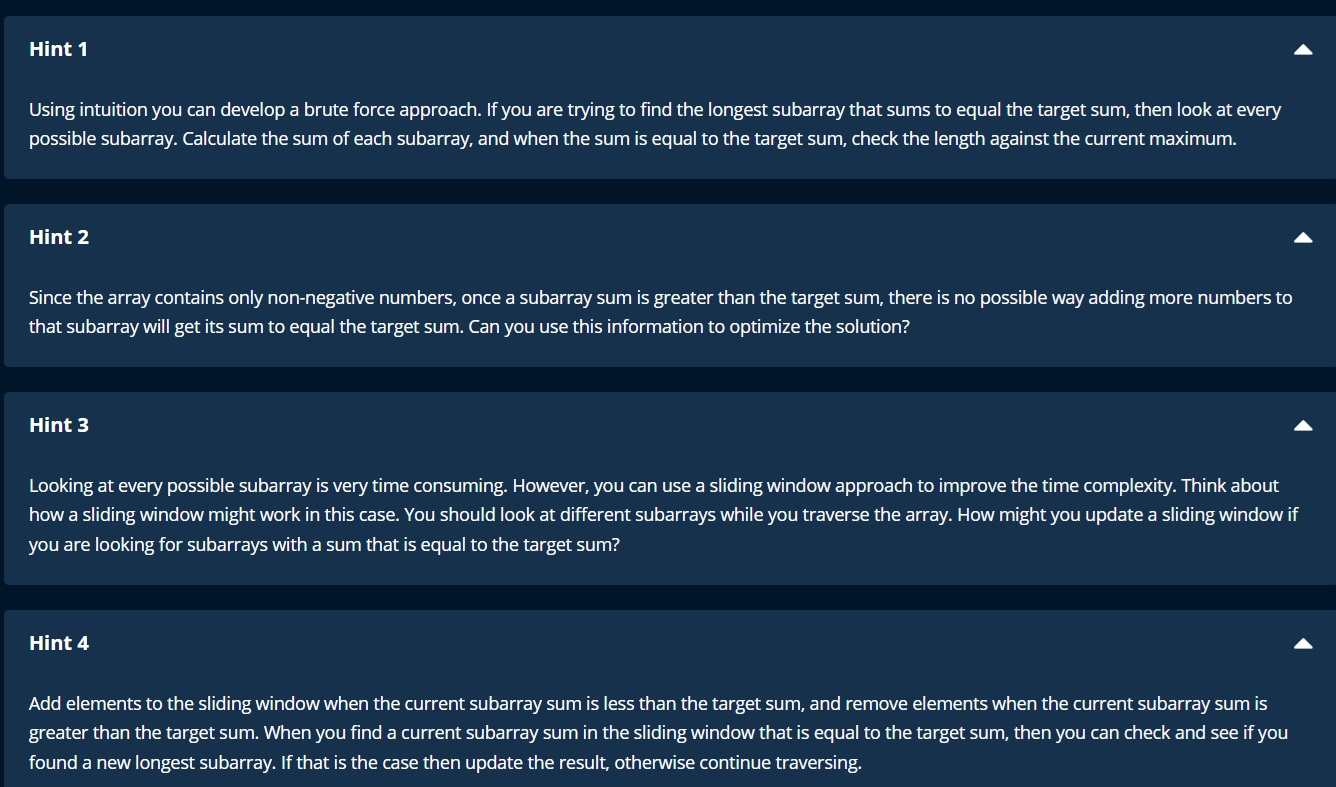 Hint 1
Using intuition you can develop a brute force approach. If you are trying to find the longest subarray that sums to equal the target sum, then look at every
possible subarray. Calculate the sum of each subarray, and when the sum is equal to the target sum, check the length against the current maximum.
Hint 2
Since the array contains only non-negative numbers, once a subarray sum is greater than the target sum, there is no possible way adding more numbers to
that subarray will get its sum to equal the target sum. Can you use this information to optimize the solution?
Hint 3
Looking at every possible subarray is very time consuming. However, you can use a sliding window approach to improve the time complexity. Think about
how a sliding window might work in this case. You should look at different subarrays while you traverse the array. How might you update a sliding window if
you are looking for subarrays with a sum that is equal to the target sum?
Hint 4
Add elements to the sliding window when the current subarray sum is less than the target sum, and remove elements when the current subarray sum is
greater than the target sum. When you find a current subarray sum in the sliding window that is equal to the target sum, then you can check and see if you
found a new longest subarray. If that is the case then update the result, otherwise continue traversing.